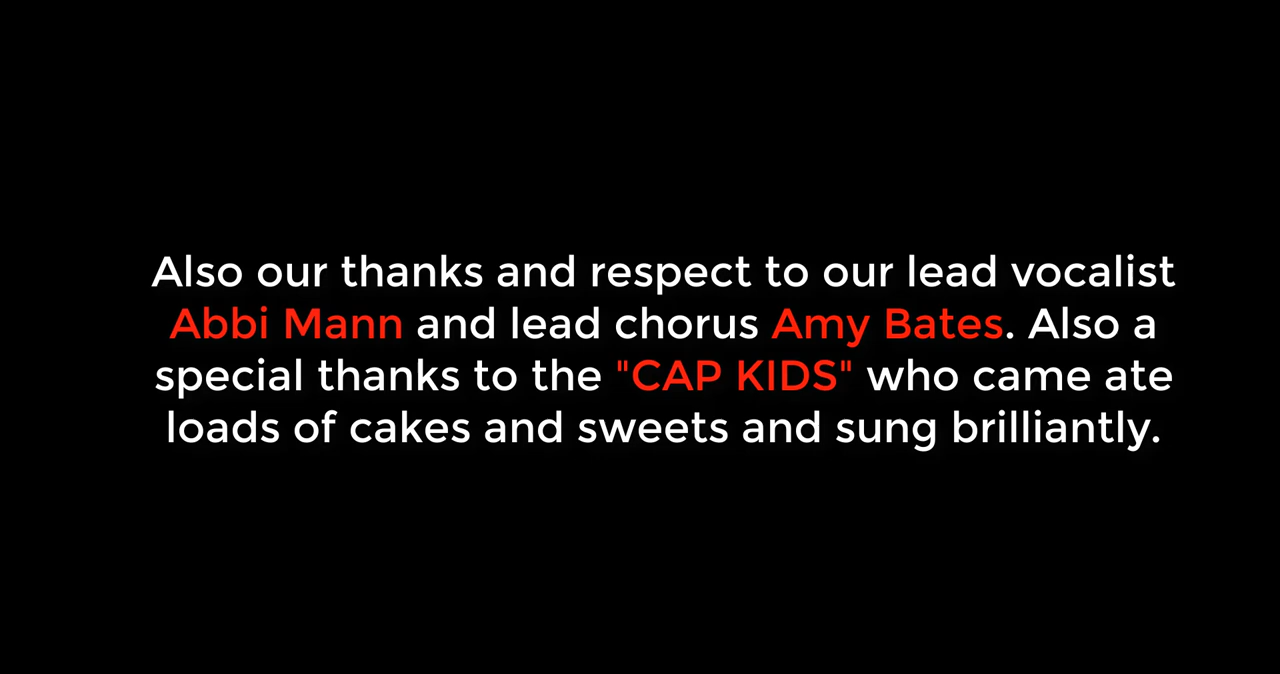 Also our thanks and respect to our lead vocalist
Abbi Mann and lead chorus Amy Bates. Also a
special thanks to the "CAP KIDS" who came ate
loads of cakes and sweets and sung brilliantly.